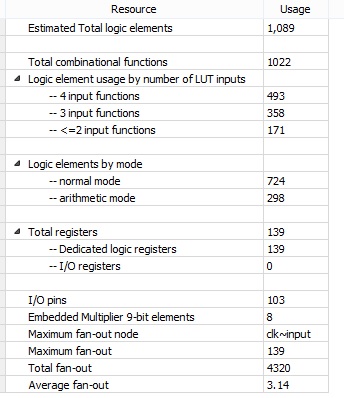 Resource Usage
Estimated Total logic elements 1,089
Total combinational functions 1022
Logic element usage by number of LUT inputs
-- 4 input functions 493
-- 3 input functions 358
-- <=2 input functions 171
Logic elements by mode
-- normal mode 724
-- arithmetic mode 298
Total registers 139
-- Dedicated logic registers 139
-- I/O registers 0
I/O pins 103
Embedded Multiplier 9-bit elements 8
Maximum fan-out node clk~input
Maximum fan-out 139
Total fan-out 4320
Average fan-out 3.14